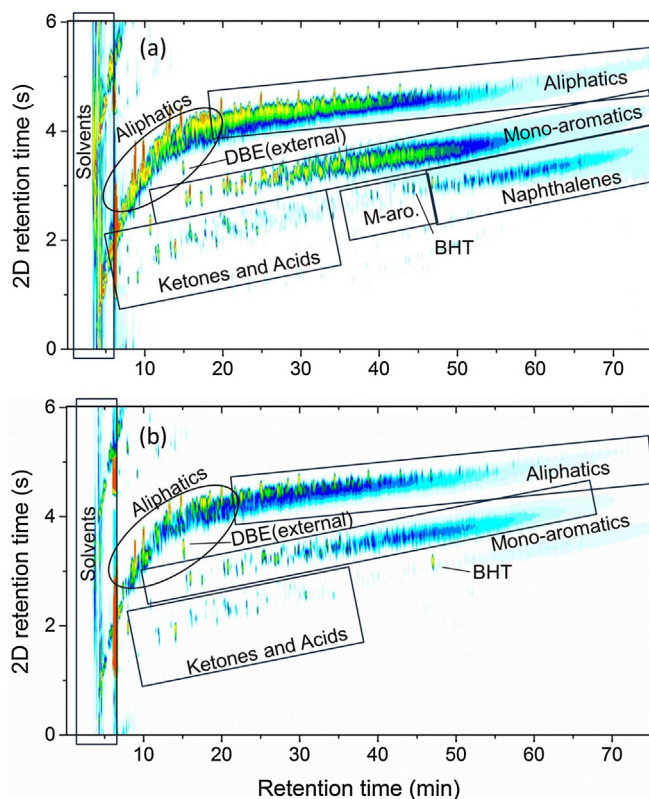 (a)
6
4
2
0
2D retention time (s)
Solvents
Aliphatics
Aliphatics
DBE(external)
Mono-aromatics
Naphthalenes
M-aro.
BHT
Ketones and Acids
10 20 30 40 50 60 70
(b)
6
4
2
0
2D retention time (s)
Solvents
Aliphatics
Aliphatics
DBE(external)
Mono-aromatics
BHT
Ketones and Acids
10 20 30 40 50 60 70
Retention time (min)